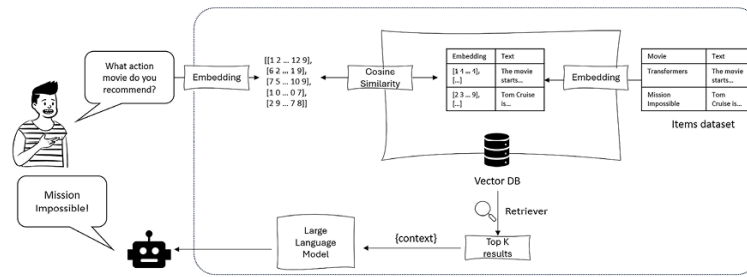 What action
movie do you
recommend?
Embedding
[[1 2 ... 12 9],
[6 2 ... 1 9],
[7 5 ... 10 9],
[1 0 ... 0 7],
[2 9 ... 7 8]]
Cosine
Similarity
Embedding Text
[1 4 ... 4],
[...]
The movie
starts...
[2 3 ... 9],
[...]
Tom Cruise
is...
Embedding
Movie Text
Transformers
The movie
starts...
Mission
Impossible
Tom
Cruise is...
Items dataset
Vector DB
Retriever
Top K
results
{context}
Large
Language
Model
Mission
Impossible!